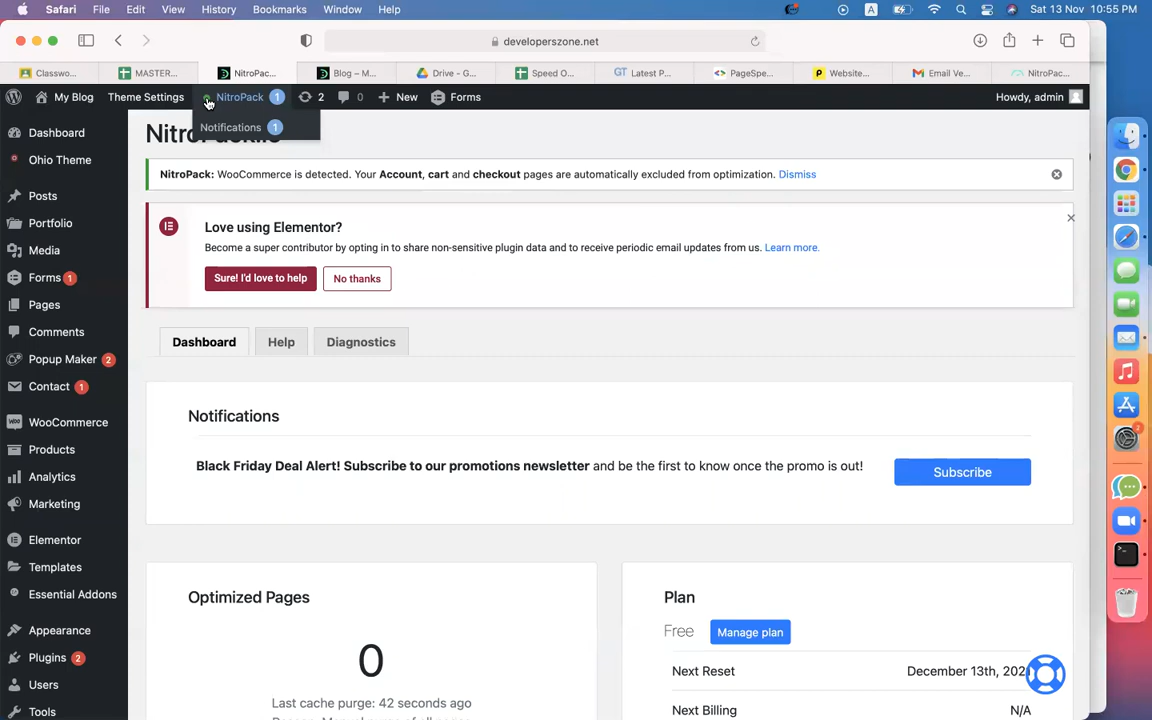 Safari File Edit View History Bookmarks Window Help A Sat 13 Nov 10:55 PM
developerszone.net
Classwo... MASTER... NitroPac... Blog – M... Drive - G... Speed O... GT Latest P... PageSpe... Website... Email Ve... NitroPac...
My Blog Theme Settings NitroPack 1 2 0 New Forms Howdy, admin
Notifications 1
Dashboard
Ohio Theme
Posts
Portfolio
Media
Forms 1
Pages
Comments
Popup Maker 2
Contact 1
WooCommerce
Products
Analytics
Marketing
Elementor
Templates
Essential Addons
Appearance
Plugins 2
Users
Tools
NitroPack: WooCommerce is detected. Your Account, cart and checkout pages are automatically excluded from optimization. Dismiss
Love using Elementor?
Become a super contributor by opting in to share non-sensitive plugin data and to receive periodic email updates from us. Learn more.
Sure! I'd love to help No thanks
Dashboard Help Diagnostics
Notifications
Black Friday Deal Alert! Subscribe to our promotions newsletter and be the first to know once the promo is out! Subscribe
Optimized Pages
0
Last cache purge: 42 seconds ago
Plan
Free Manage plan
Next Reset December 13th, 202
Next Billing N/A